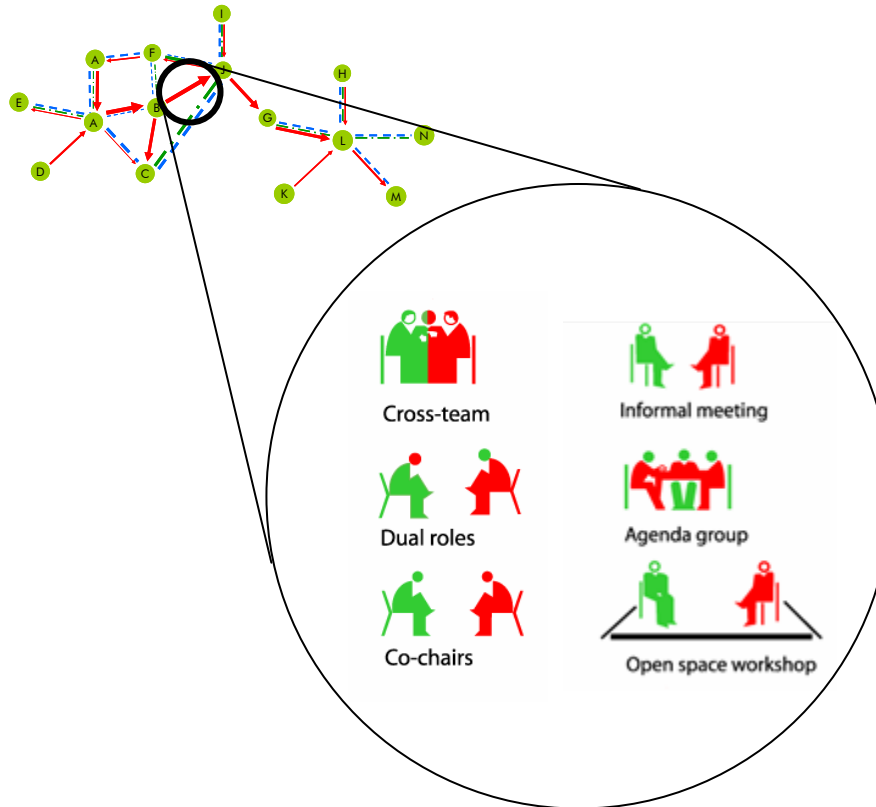 I
A
F
J
H
E
B
G
A
N
L
D
C
K
M
Cross-team
Informal meeting
Dual roles
Agenda group
Co-chairs
Open space workshop